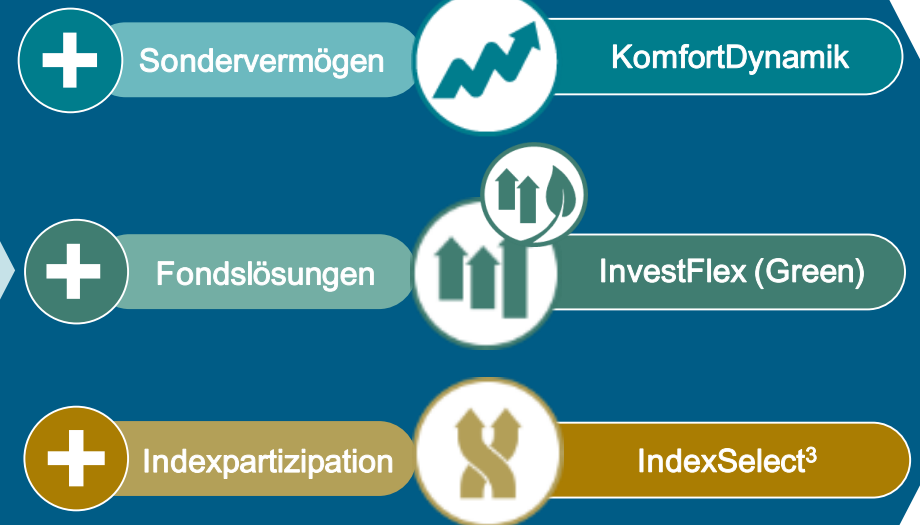 Sondervermögen KomfortDynamik
Fondslösungen InvestFlex (Green)
Indexpartizipation IndexSelect³